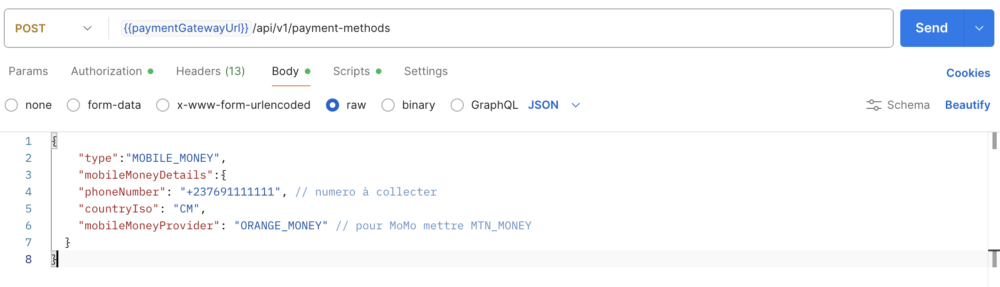 POST {{paymentGatewayUrl}}/api/v1/payment-methods Send
Params Authorization Headers (13) Body Scripts Settings Cookies
none form-data x-www-form-urlencoded raw binary GraphQL JSON Schema Beautify
1 {
2 "type":"MOBILE_MONEY",
3 "mobileMoneyDetails":{
4 "phoneNumber": "+237691111111", // numero à collecter
5 "countryIso": "CM",
6 "mobileMoneyProvider": "ORANGE_MONEY" // pour MoMo mettre MTN_MONEY
7 }
8 }